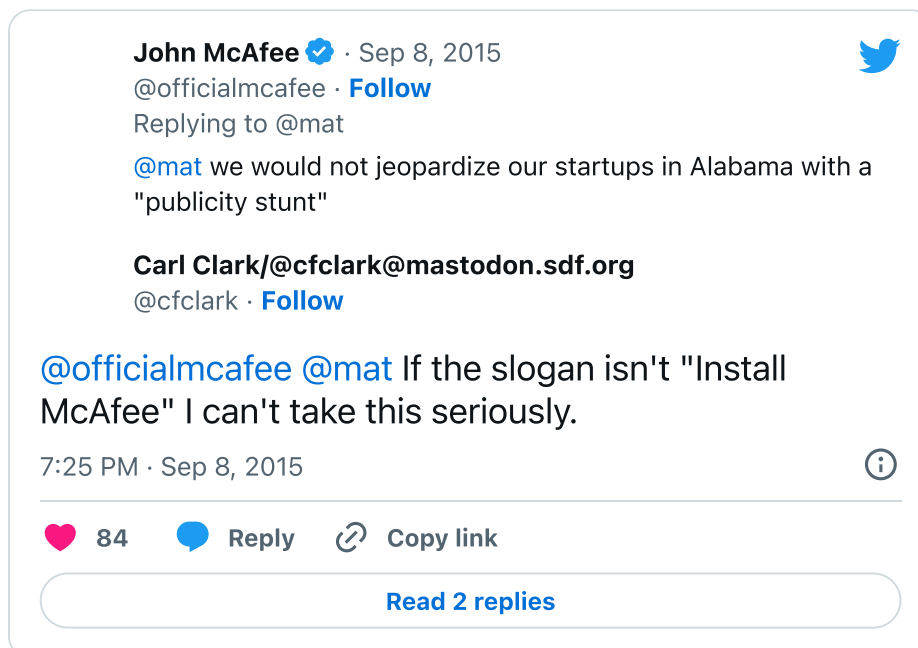 John McAfee · Sep 8, 2015
@officialmcafee · Follow
Replying to @mat
@mat we would not jeopardize our startups in Alabama with a
"publicity stunt"
Carl Clark/@cfclark@mastodon.sdf.org
@cfclark · Follow
@officialmcafee @mat If the slogan isn't "Install
McAfee" I can't take this seriously.
7:25 PM · Sep 8, 2015
84 Reply Copy link
Read 2 replies